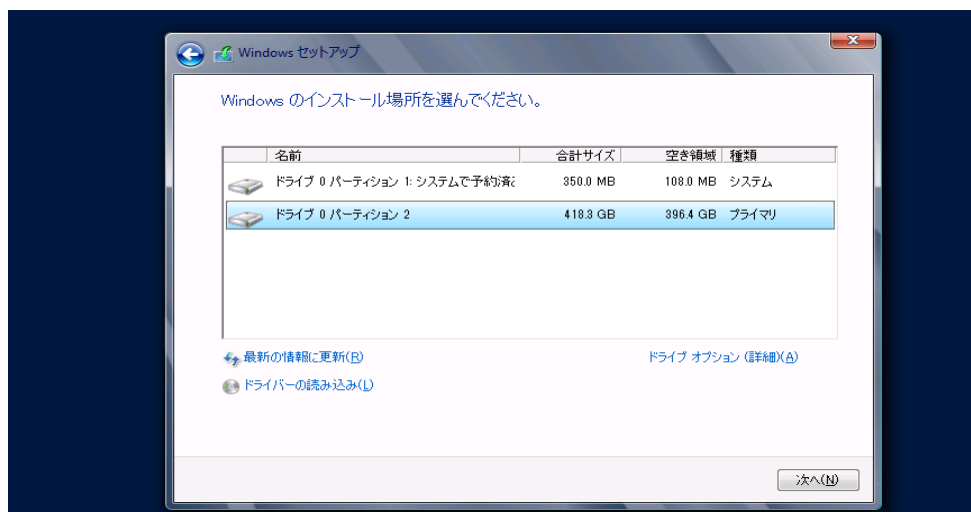 Windows セットアップ
Windows のインストール場所を選んでください。
名前 合計サイズ 空き領域 種類
ドライブ 0 パーティション 1: システムで予約済 350.0 MB 108.0 MB システム
ドライブ 0 パーティション 2 418.3 GB 396.4 GB プライマリ
最新の情報に更新(R) ドライブ オプション (詳細)(A)
ドライバーの読み込み(L)
次へ(N)